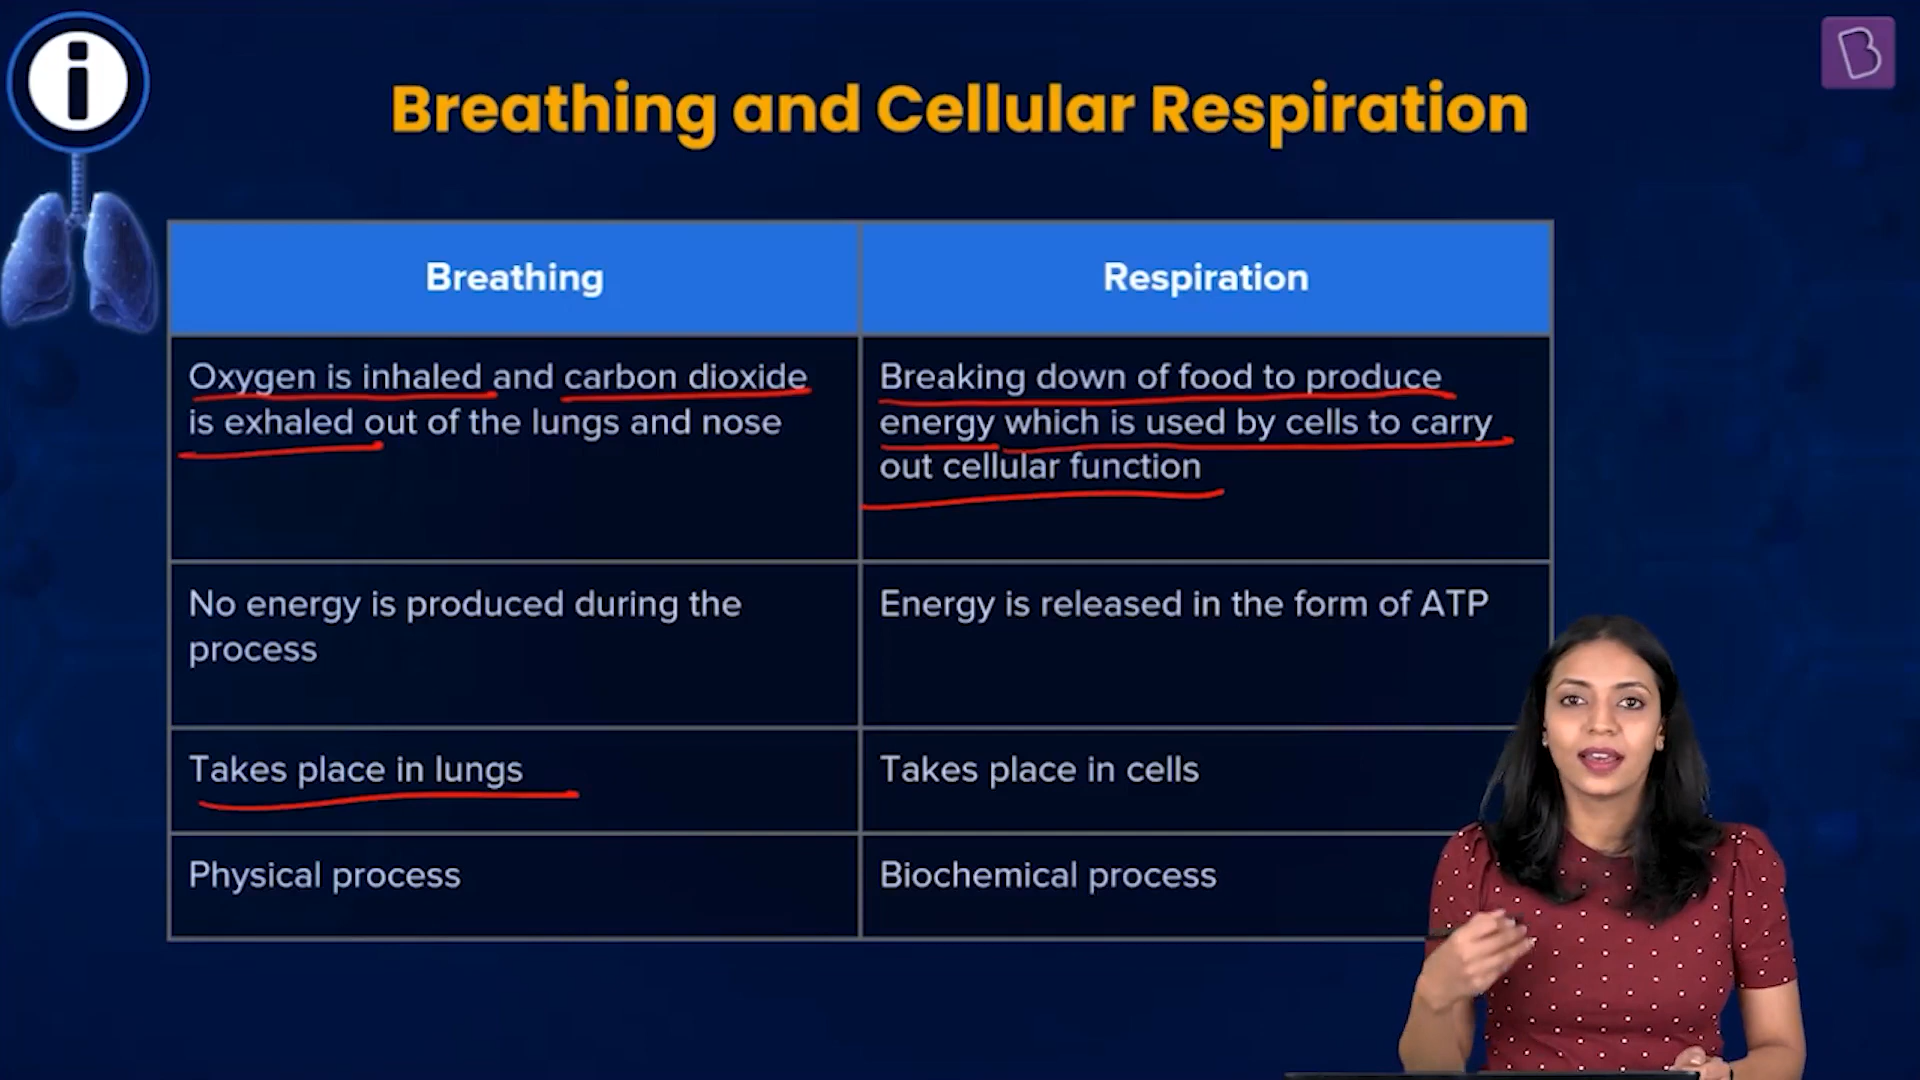 Breathing and Cellular Respiration
Breathing
Respiration
Oxygen is inhaled and carbon dioxide
is exhaled out of the lungs and nose
Breaking down of food to produce
energy which is used by cells to carry
out cellular function
No energy is produced during the
process
Energy is released in the form of ATP
Takes place in lungs
Takes place in cells
Physical process
Biochemical process